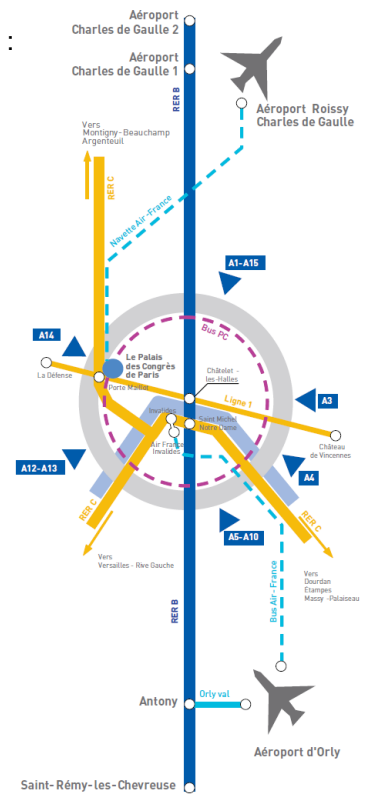 :
Aéroport
Charles de Gaulle 2
Aéroport
Charles de Gaulle 1
RER B
Aéroport Roissy
Charles de Gaulle
Vers
Montigny-Beauchamp
Argenteuil
RER C
Navette Air-France
A1-A15
Bus PC
A14
Le Palais
des Congrès
de Paris
La Défense
Porte Maillot
Châtelet -
les-Halles
A3
Ligne 1
Invalides
Saint Michel
Notre Dame
Air France
Invalides
Château
de Vincennes
A12-A13
A4
RER C
RER C
A5-A10
Vers
Versailles - Rive Gauche
Vers
Dourdan
Étampes
Massy -Palaiseau
Bus Air - France
RER B
Antony
Orly val
Aéroport d'Orly
Saint- Rémy-les-Chevreuse